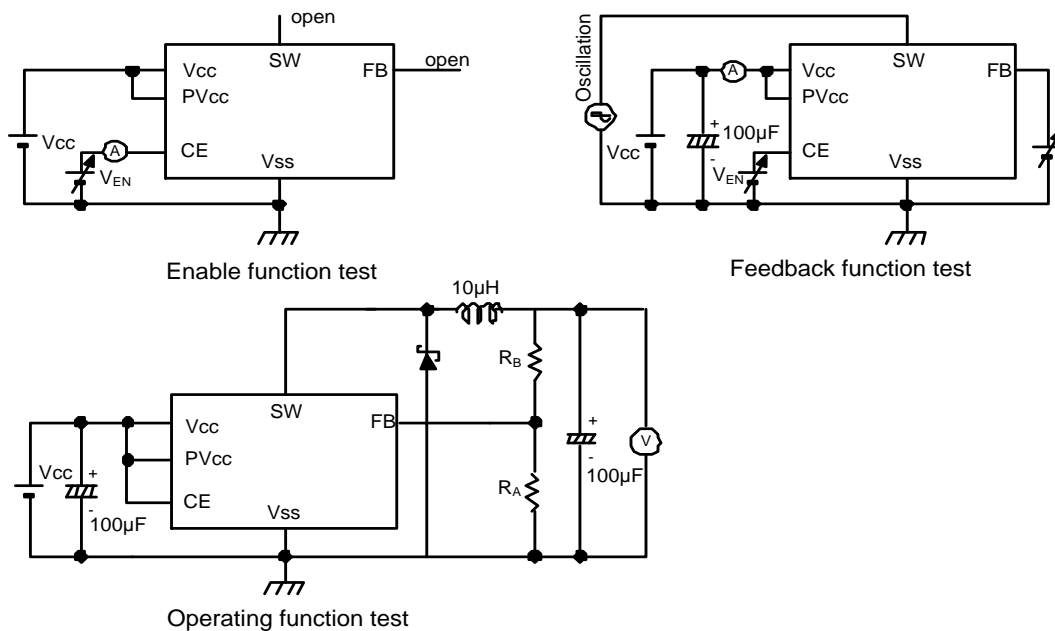 open
SW
FB
open
Vcc
PVcc
CE
Vss
Vcc
A
VEN
Enable function test
Oscillation
A
Vcc
PVcc
CE
SW
FB
Vss
+
100µF
-
Vcc
VEN
Feedback function test
10µH
RB
RA
SW
FB
Vcc
PVcc
CE
Vss
Vcc
+
-
100µF
+
-
100µF
V
Operating function test